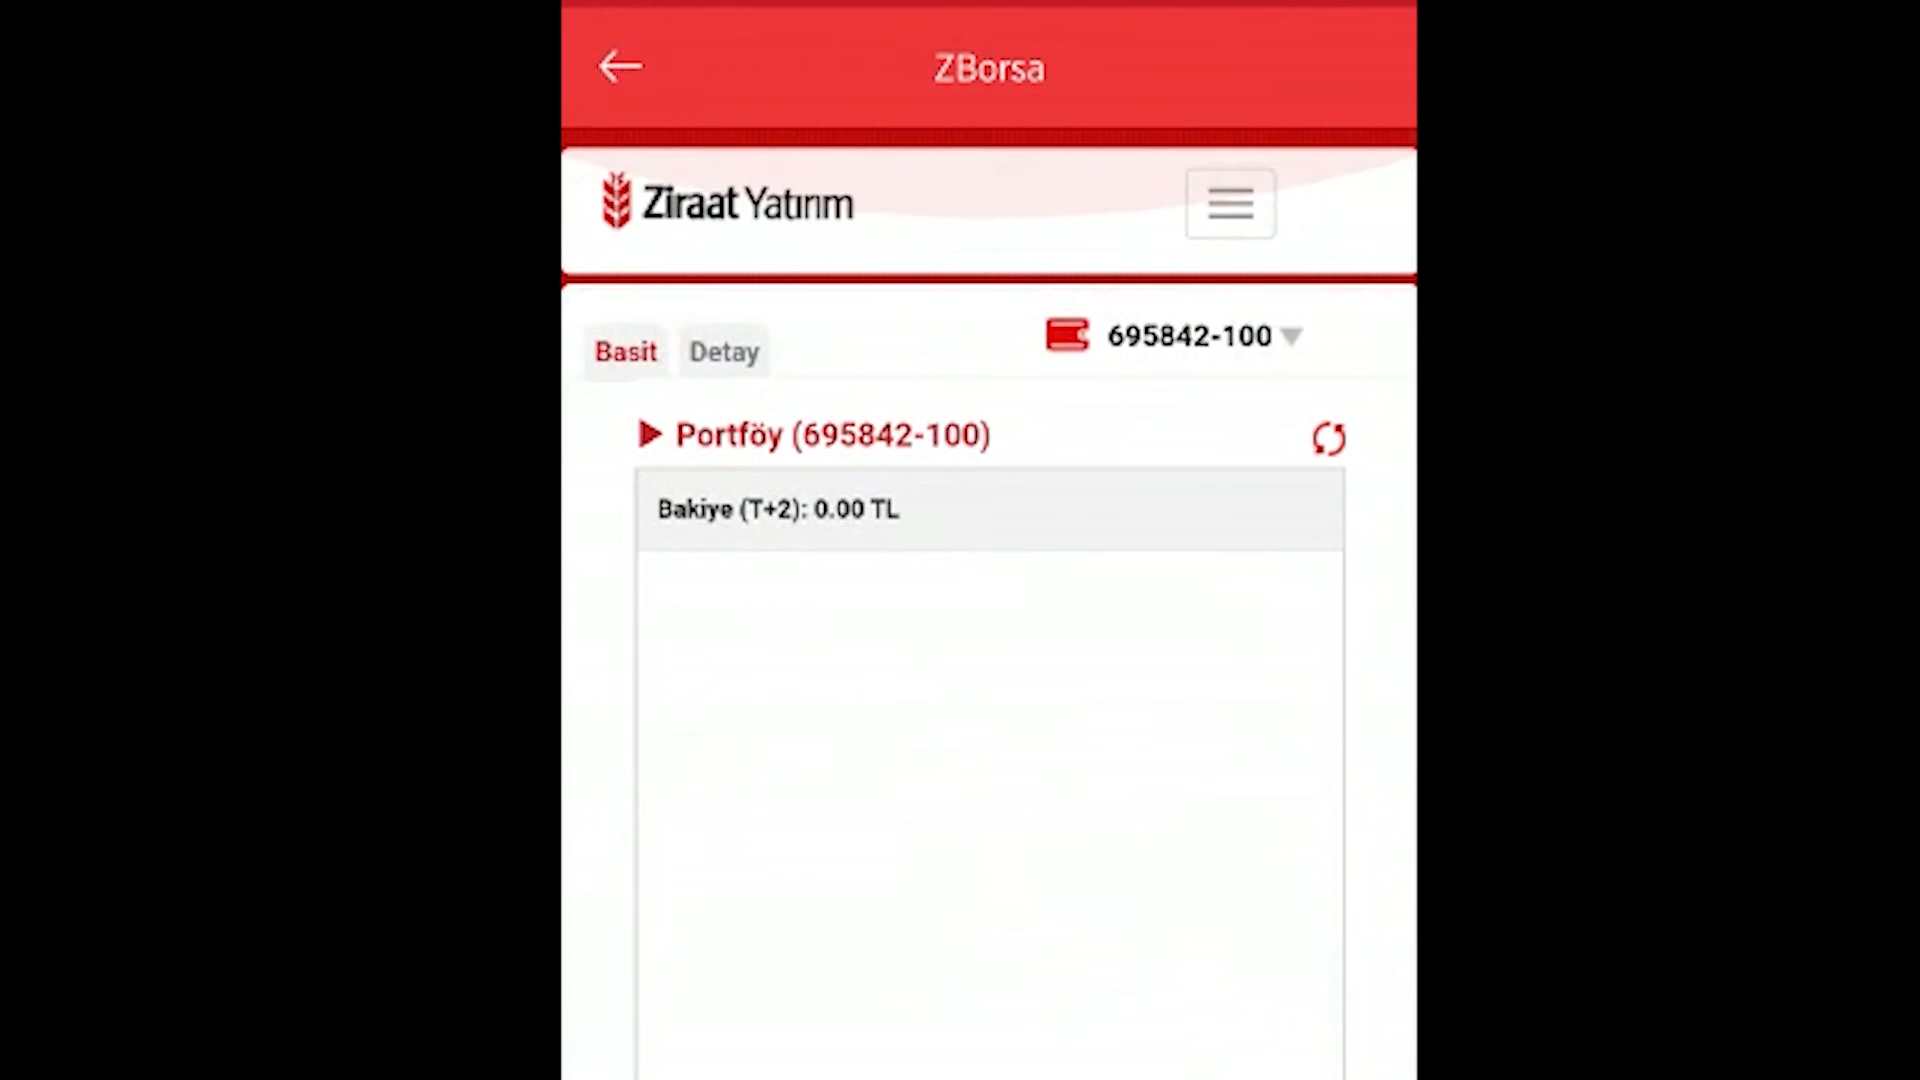 ZBorsa
Ziraat Yatırım
695842-100
Basit Detay
Portföy (695842-100)
Bakiye (T+2): 0.00 TL